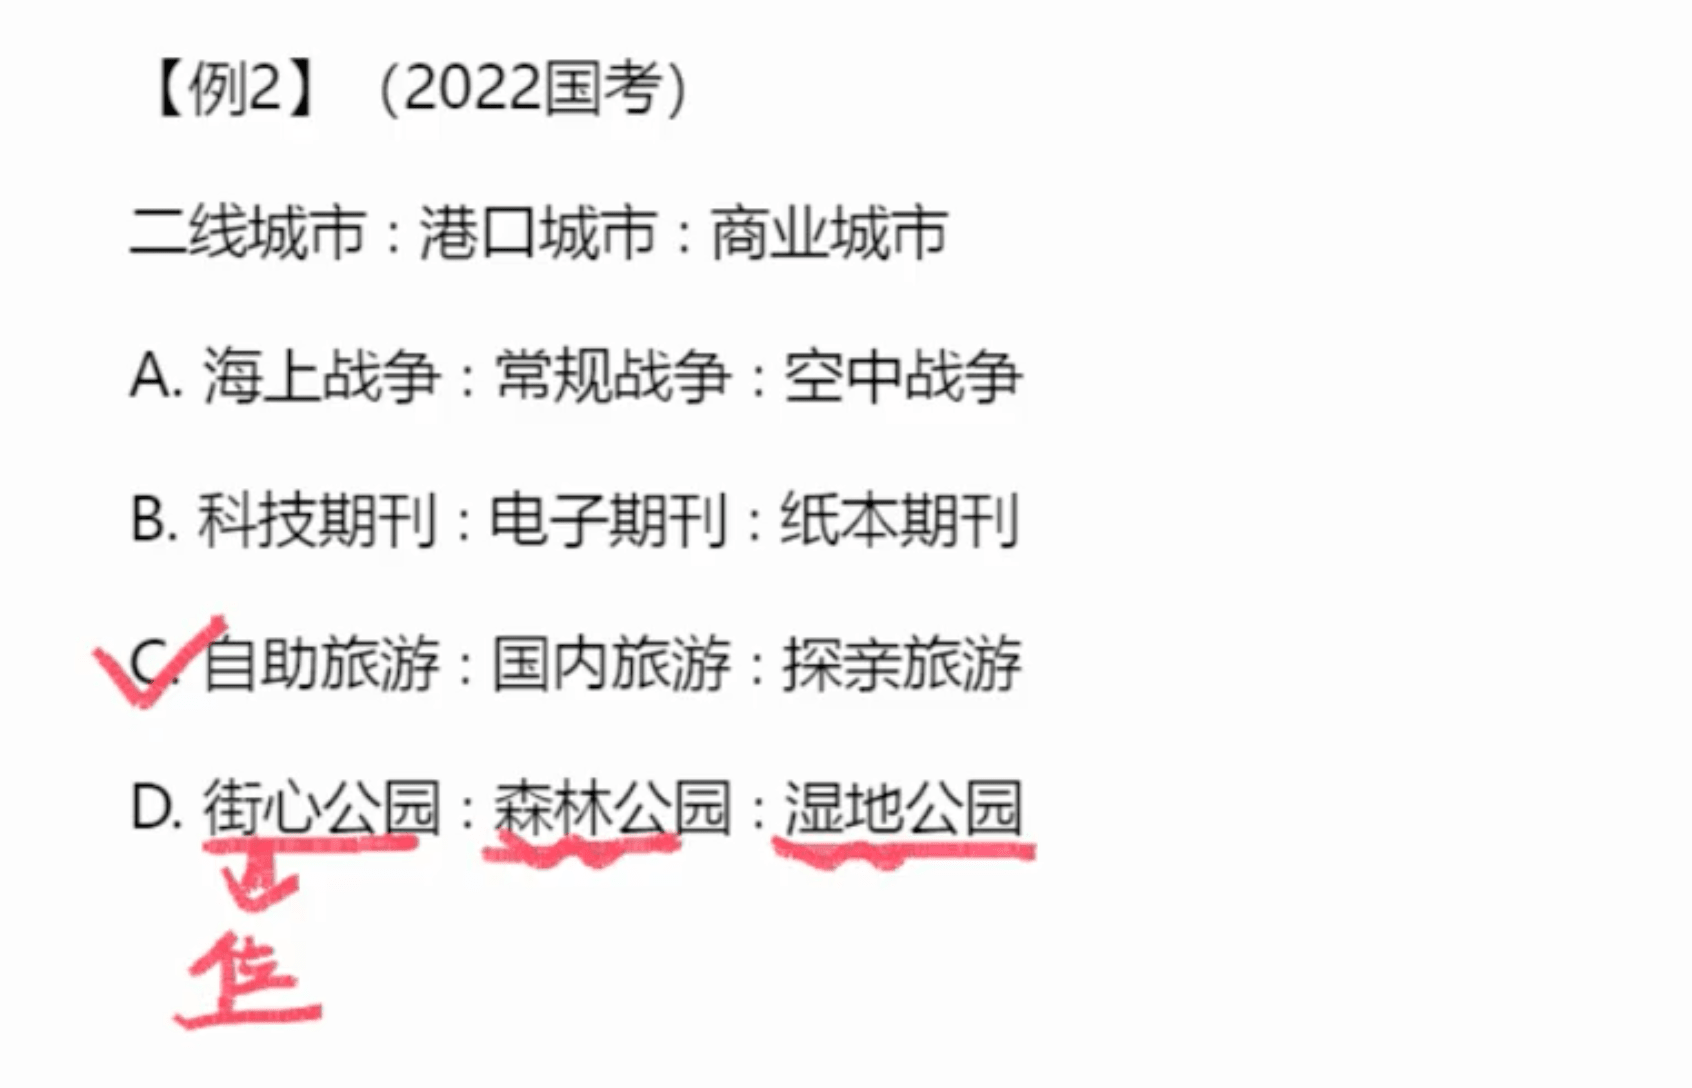 【例2】（2022国考）
二线城市：港口城市：商业城市
A. 海上战争：常规战争：空中战争
B. 科技期刊：电子期刊：纸本期刊
C. 自助旅游：国内旅游：探亲旅游
D. 街心公园：森林公园：湿地公园